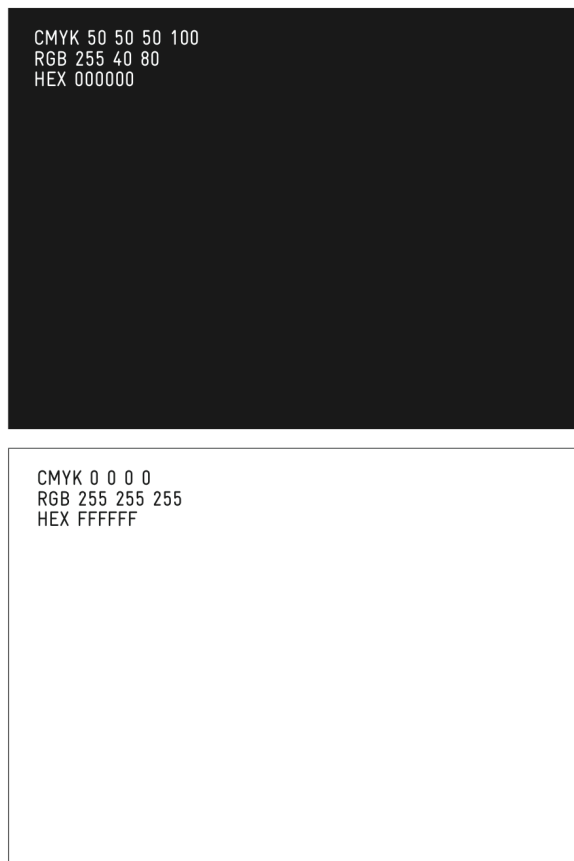 CMYK 50 50 50 100
RGB 255 40 80
HEX 000000
CMYK 0 0 0 0
RGB 255 255 255
HEX FFFFFF